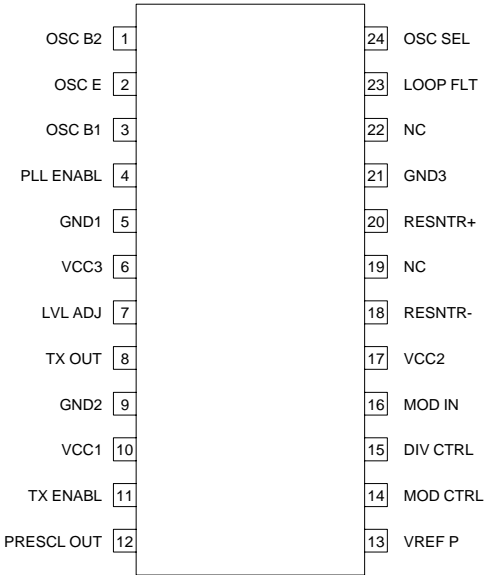 OSC B2 1 24 OSC SEL
OSC E 2 23 LOOP FLT
OSC B1 3 22 NC
PLL ENABL 4 21 GND3
GND1 5 20 RESNTR+
VCC3 6 19 NC
LVL ADJ 7 18 RESNTR-
TX OUT 8 17 VCC2
GND2 9 16 MOD IN
VCC1 10 15 DIV CTRL
TX ENABL 11 14 MOD CTRL
PRESCL OUT 12 13 VREF P